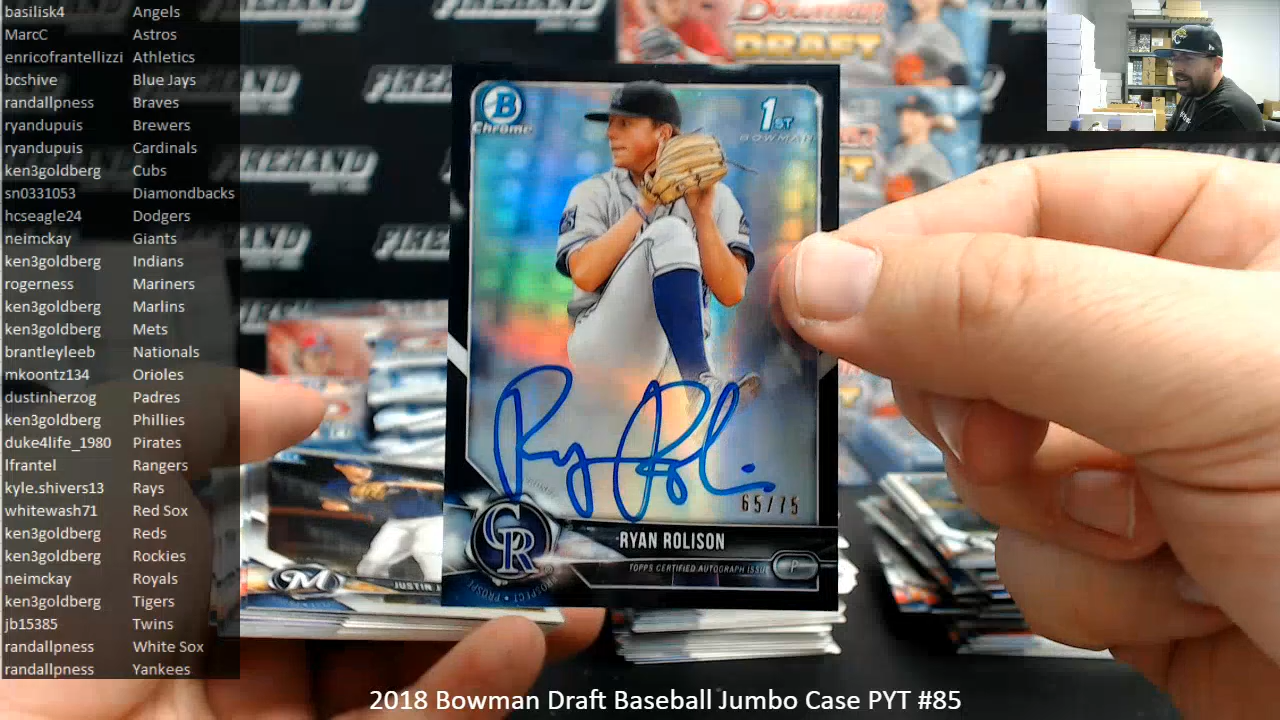 basilisk4 Angels
MarcC Astros
enricofrantellizzi Athletics
bcshive Blue Jays
randallpness Braves
ryandupuis Brewers
ryandupuis Cardinals
ken3goldberg Cubs
sn0331053 Diamondbacks
hcseagle24 Dodgers
neimckay Giants
ken3goldberg Indians
rogerness Mariners
ken3goldberg Marlins
ken3goldberg Mets
brantleyleeb Nationals
mkoontz134 Orioles
dustinherzog Padres
ken3goldberg Phillies
duke4life_1980 Pirates
lfrantel Rangers
kyle.shivers13 Rays
whitewash71 Red Sox
ken3goldberg Reds
ken3goldberg Rockies
neimckay Royals
ken3goldberg Tigers
jb15385 Twins
randallpness White Sox
randallpness Yankees
Bowman
DRAFT
B
Chrome
1ST
BOWMAN
65/75
CR
RYAN ROLISON
TOPPS CERTIFIED AUTOGRAPH ISSUE
P
M
JUSTIN
2018 Bowman Draft Baseball Jumbo Case PYT #85